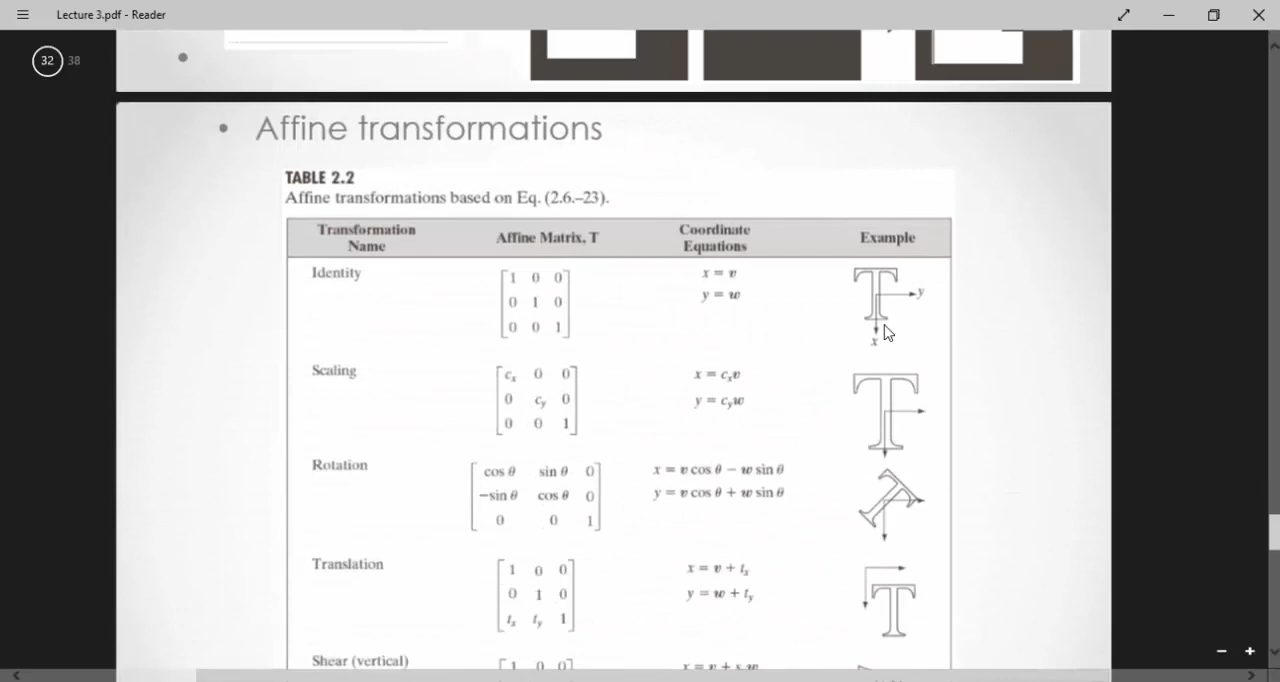 Lecture 3.pdf - Reader
32 38
• Affine transformations
TABLE 2.2
Affine transformations based on Eq. (2.6.–23).
Transformation Name Affine Matrix, T Coordinate Equations Example
Identity
1 0 0
0 1 0
0 0 1
x = v
y = w
y
x
Scaling
cx 0 0
0 cy 0
0 0 1
x = cxv
y = cyw
Rotation
cos θ sin θ 0
−sin θ cos θ 0
0 0 1
x = v cos θ − w sin θ
y = v cos θ + w sin θ
Translation
1 0 0
0 1 0
tx ty 1
x = v + tx
y = w + ty
Shear (vertical)
1 0 0